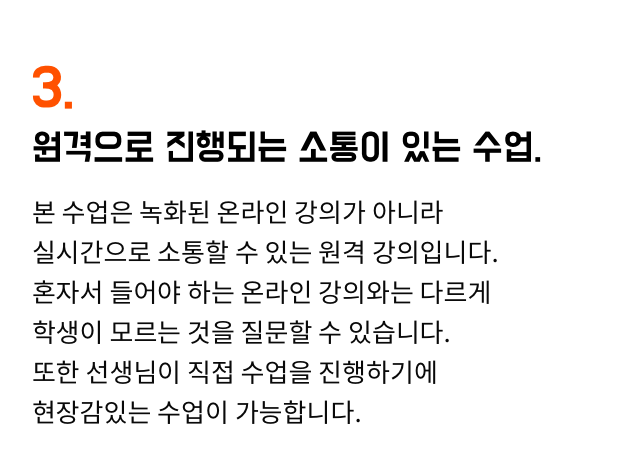 3.
원격으로 진행되는 소통이 있는 수업.
본 수업은 녹화된 온라인 강의가 아니라
실시간으로 소통할 수 있는 원격 강의입니다.
혼자서 들어야 하는 온라인 강의와는 다르게
학생이 모르는 것을 질문할 수 있습니다.
또한 선생님이 직접 수업을 진행하기에
현장감있는 수업이 가능합니다.